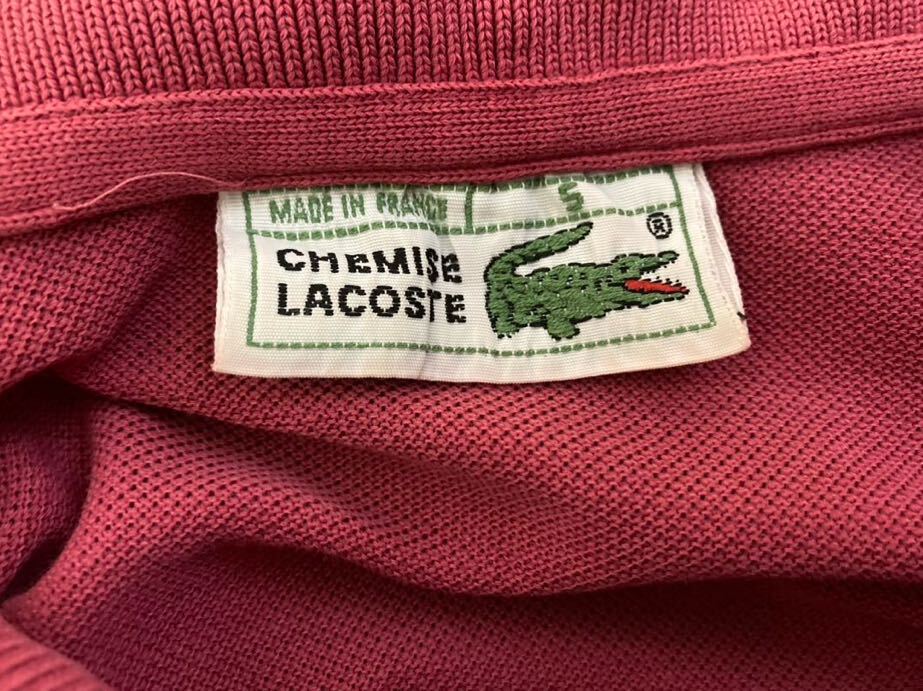 MADE IN FRANCE 5
®
CHEMISE
LACOSTE